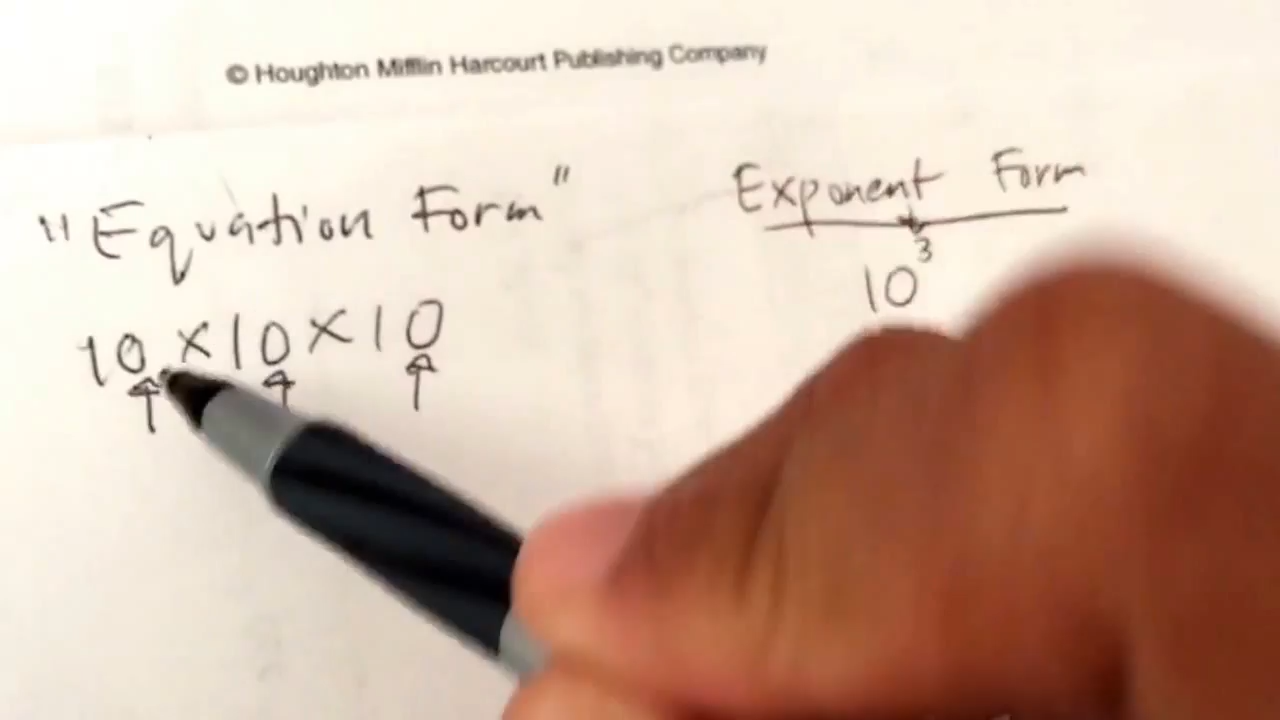 © Houghton Mifflin Harcourt Publishing Company
"Equation Form"
10 × 10 × 10
Exponent Form
10³